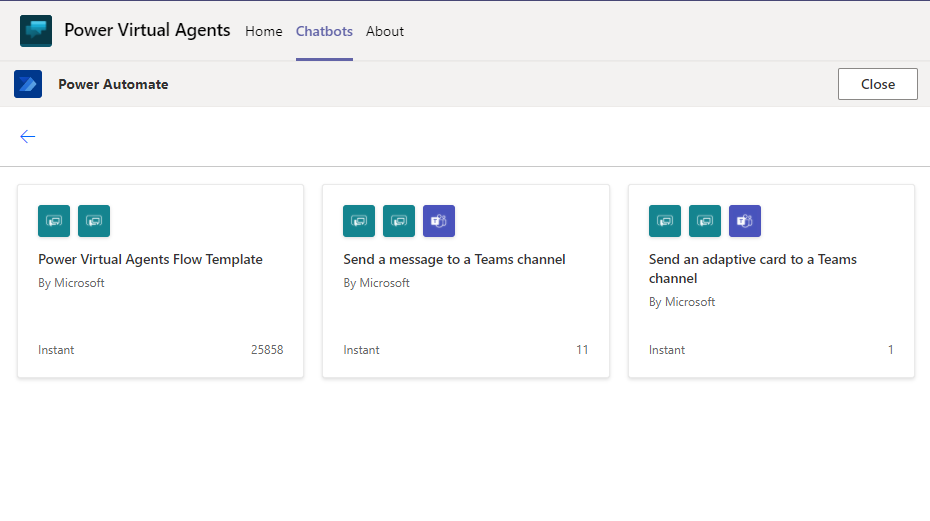 Power Virtual Agents Home Chatbots About
Power Automate Close
Power Virtual Agents Flow Template
By Microsoft
Instant 25858
Send a message to a Teams channel
By Microsoft
Instant 11
Send an adaptive card to a Teams
channel
By Microsoft
Instant 1